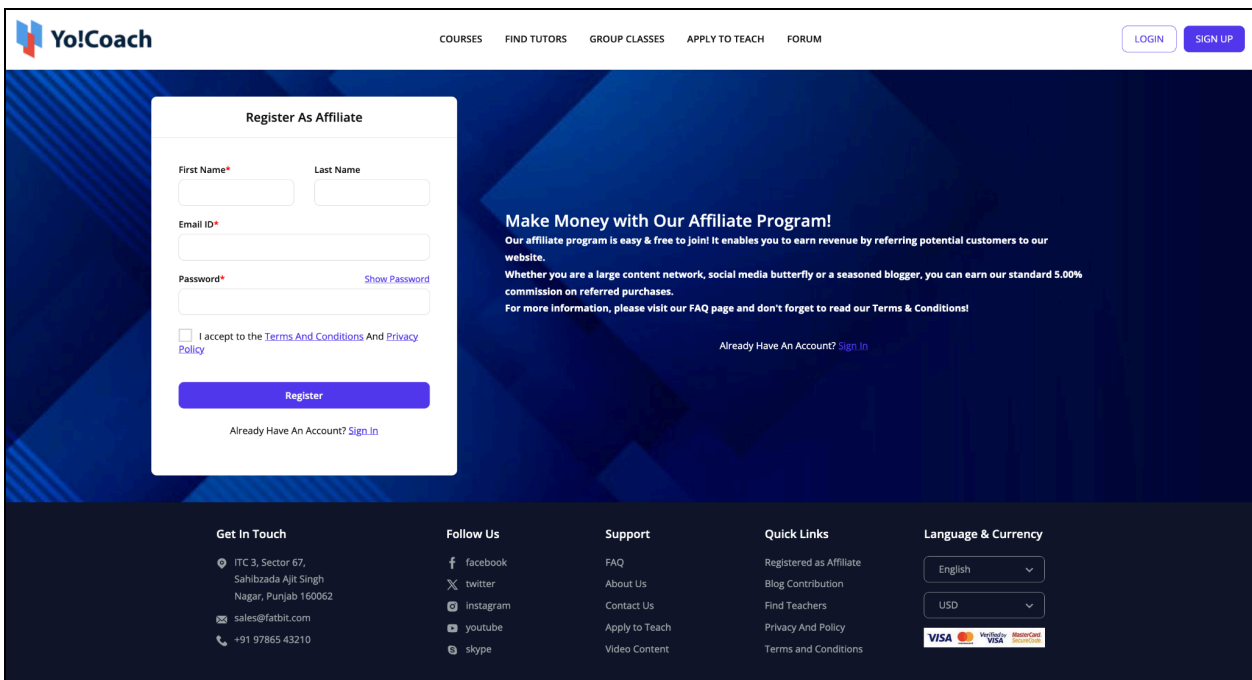 Yo!Coach
COURSES FIND TUTORS GROUP CLASSES APPLY TO TEACH FORUM
LOGIN SIGN UP
Register As Affiliate
First Name* Last Name
Email ID*
Password* Show Password
I accept to the Terms And Conditions And Privacy
Policy
Register
Already Have An Account? Sign In
Make Money with Our Affiliate Program!
Our affiliate program is easy & free to join! It enables you to earn revenue by referring potential customers to our
website.
Whether you are a large content network, social media butterfly or a seasoned blogger, you can earn our standard 5.00%
commission on referred purchases.
For more information, please visit our FAQ page and don't forget to read our Terms & Conditions!
Already Have An Account? Sign In
Get In Touch
ITC 3, Sector 67,
Sahibzada Ajit Singh
Nagar, Punjab 160062
sales@fatbit.com
+91 97865 43210
Follow Us
facebook
twitter
instagram
youtube
skype
Support
FAQ
About Us
Contact Us
Apply to Teach
Video Content
Quick Links
Registered as Affiliate
Blog Contribution
Find Teachers
Privacy And Policy
Terms and Conditions
Language & Currency
English
USD
VISA Verified by VISA MasterCard SecureCode